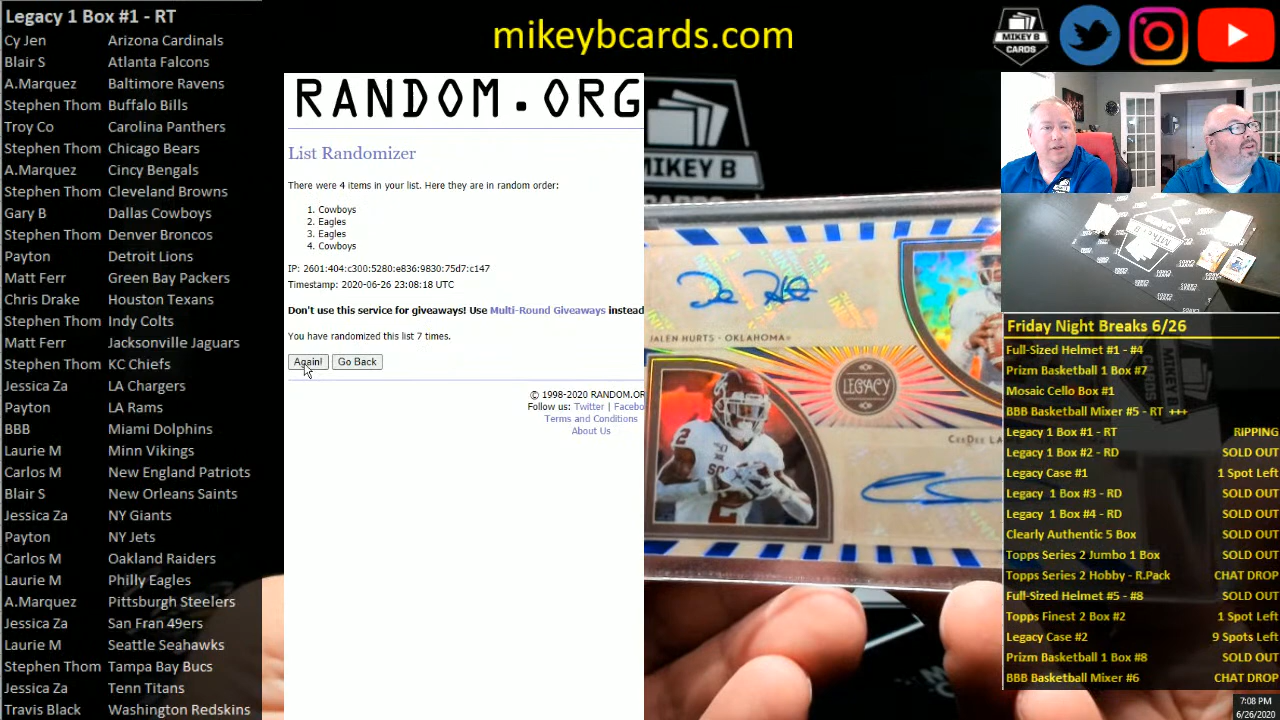 Legacy 1 Box #1 - RT
Cy Jen Arizona Cardinals
Blair S Atlanta Falcons
A.Marquez Baltimore Ravens
Stephen Thom Buffalo Bills
Troy Co Carolina Panthers
Stephen Thom Chicago Bears
A.Marquez Cincy Bengals
Stephen Thom Cleveland Browns
Gary B Dallas Cowboys
Stephen Thom Denver Broncos
Payton Detroit Lions
Matt Ferr Green Bay Packers
Chris Drake Houston Texans
Stephen Thom Indy Colts
Matt Ferr Jacksonville Jaguars
Stephen Thom KC Chiefs
Jessica Za LA Chargers
Payton LA Rams
BBB Miami Dolphins
Laurie M Minn Vikings
Carlos M New England Patriots
Blair S New Orleans Saints
Jessica Za NY Giants
Payton NY Jets
Carlos M Oakland Raiders
Laurie M Philly Eagles
A.Marquez Pittsburgh Steelers
Jessica Za San Fran 49ers
Laurie M Seattle Seahawks
Stephen Thom Tampa Bay Bucs
Jessica Za Tenn Titans
Travis Black Washington Redskins
mikeybcards.com
MIKEY B
CARDS
RANDOM.ORG
List Randomizer
There were 4 items in your list. Here they are in random order:
1. Cowboys
2. Eagles
3. Eagles
4. Cowboys
IP: 2601:404:c300:5280:e836:9830:75d7:c147
Timestamp: 2020-06-26 23:08:18 UTC
Don't use this service for giveaways! Use Multi-Round Giveaways instead
You have randomized this list 7 times.
Again! Go Back
© 1998-2020 RANDOM.OR
Follow us: Twitter | Facebo
Terms and Conditions
About Us
MIKEY B
JALEN HURTS - OKLAHOMA
LEGACY
CEEDEE LA
Friday Night Breaks 6/26
Full-Sized Helmet #1 - #4
Prizm Basketball 1 Box #7
Mosaic Cello Box #1
BBB Basketball Mixer #5 - RT +++
Legacy 1 Box #1 - RT RIPPING
Legacy 1 Box #2 - RD SOLD OUT
Legacy Case #1 1 Spot Left
Legacy 1 Box #3 - RD SOLD OUT
Legacy 1 Box #4 - RD SOLD OUT
Clearly Authentic 5 Box SOLD OUT
Topps Series 2 Jumbo 1 Box SOLD OUT
Topps Series 2 Hobby - R.Pack CHAT DROP
Full-Sized Helmet #5 - #8 SOLD OUT
Topps Finest 2 Box #2 1 Spot Left
Legacy Case #2 9 Spots Left
Prizm Basketball 1 Box #8 SOLD OUT
BBB Basketball Mixer #6 CHAT DROP
7:08 PM
6/26/2020